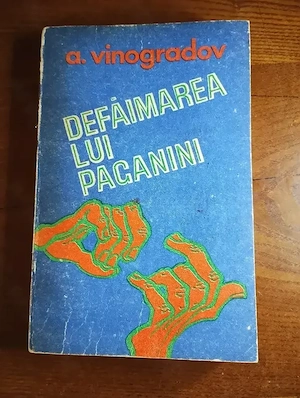 a. vinogradov
DEFĂIMAREA
LUI
PAGANINI